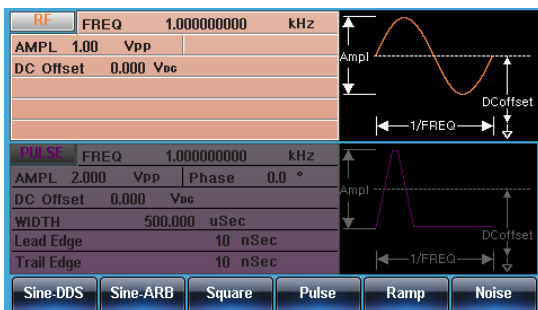 RF FREQ 1.000000000 kHz
AMPL 1.00 Vpp
DC Offset 0.000 VDC
Ampl
DCoffset
1/FREQ
PULSE FREQ 1.000000000 kHz
AMPL 2.000 Vpp Phase 0.0 °
DC Offset 0.000 VDC
WIDTH 500.000 uSec
Lead Edge 10 nSec
Trail Edge 10 nSec
Ampl
DCoffset
1/FREQ
Sine-DDS Sine-ARB Square Pulse Ramp Noise